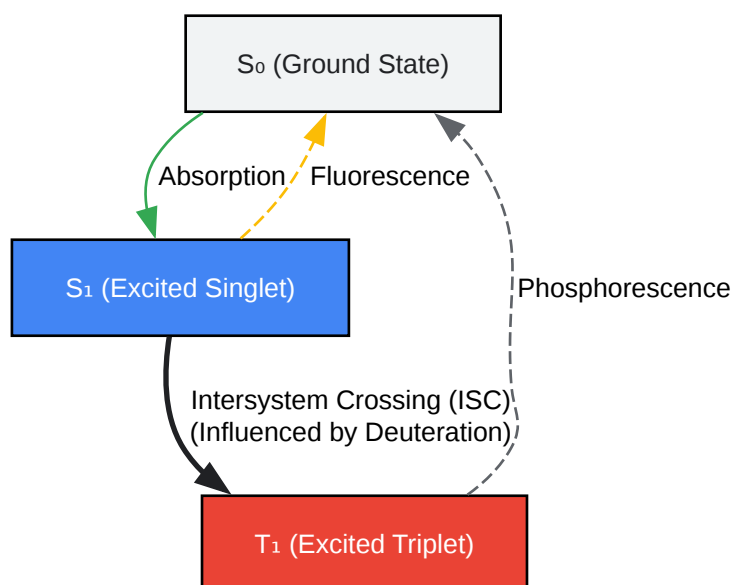 S₀ (Ground State)
Absorption
Fluorescence
S₁ (Excited Singlet)
Phosphorescence
Intersystem Crossing (ISC)
(Influenced by Deuteration)
T₁ (Excited Triplet)